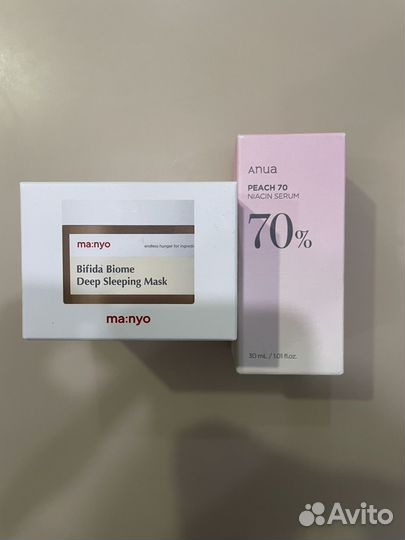 ma:nyo
endless hunger for ingredie
Bifida Biome
Deep Sleeping Mask
ma:nyo
Anua
PEACH 70
NIACIN SERUM
70%
30 mL / 1.01 fl.oz.
Avito